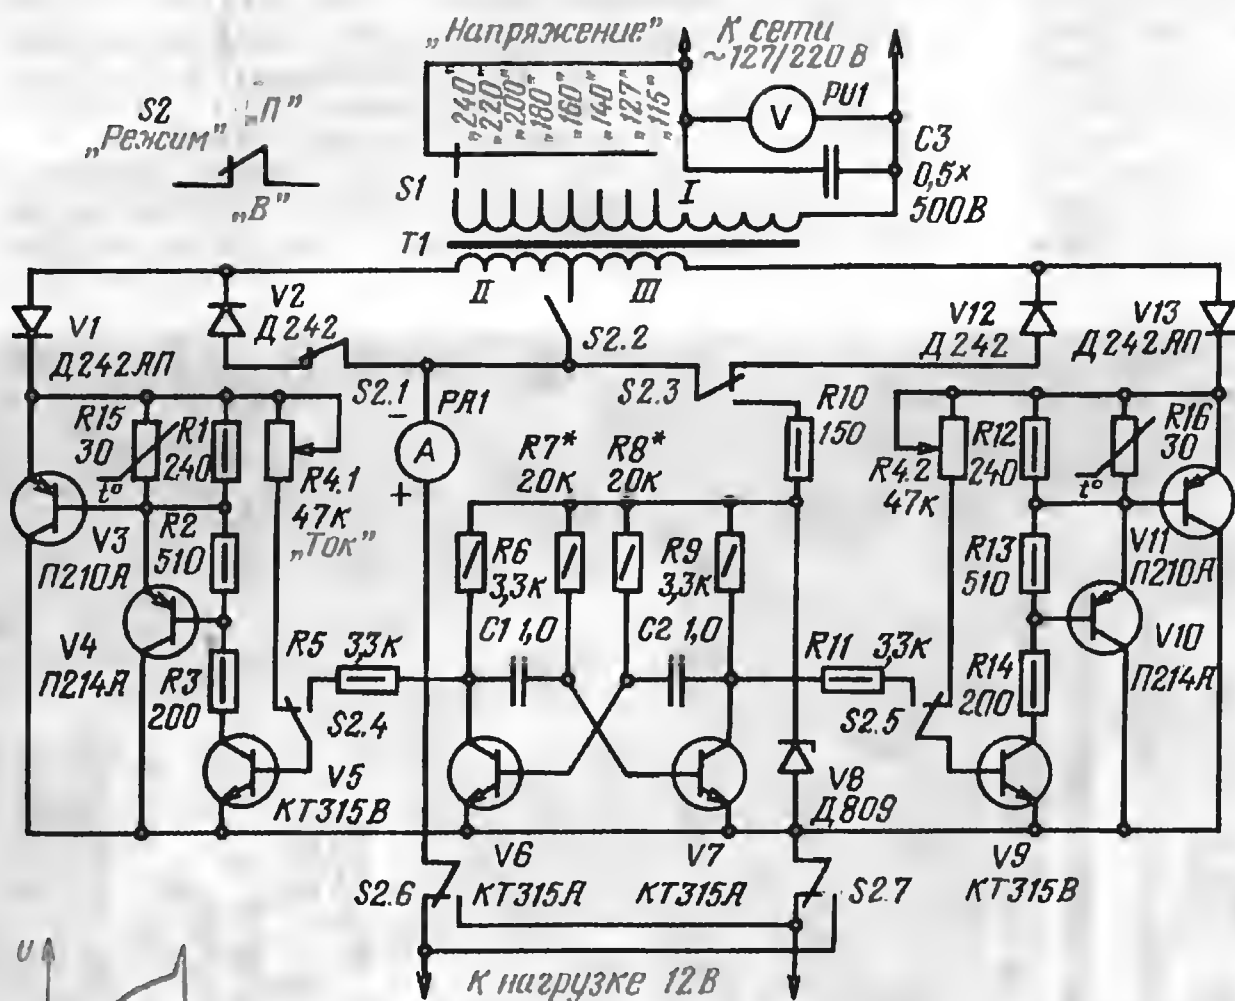 „Напряжение"
К сети
~127/220 В
„240"
„220"
„200"
„180"
„160"
„140"
„127"
„115"
S2
„П"
„Режим"
„В"
PU1
V
C3
0,5×
500В
S1
I
T1
II
III
V1
Д242АП
V2
Д242
S2.1
S2.2
S2.3
V12
Д242
V13
Д242АП
R15
30
t°
R1
240
R4.1
47к
„Ток"
PA1
−
A
+
R7*
20к
R8*
20к
R10
150
R4.2
47к
R12
240
t°
R16
30
V3
П210А
R2
510
R6
3,3к
R9
3,3к
R13
510
V11
П210А
V4
П214А
R3
200
R5
3,3к
C1 1,0
C2 1,0
R11
3,3к
R14
200
V10
П214А
S2.4
S2.5
V5
КТ315В
V8
Д809
V6
КТ315А
V7
КТ315А
V9
КТ315В
S2.6
S2.7
U
К нагрузке 12В